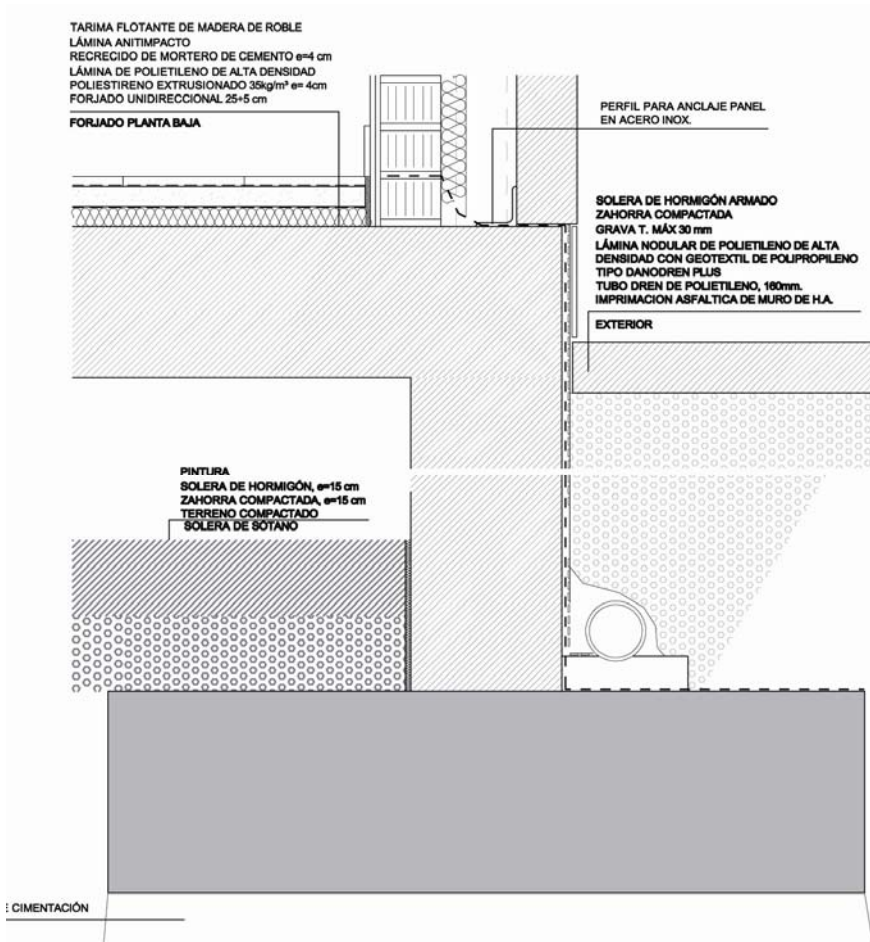 TARIMA FLOTANTE DE MADERA DE ROBLE
LÁMINA ANITIMPACTO
RECRECIDO DE MORTERO DE CEMENTO e=4 cm
LÁMINA DE POLIETILENO DE ALTA DENSIDAD
POLIESTIRENO EXTRUSIONADO 35kg/m³ e= 4cm
FORJADO UNIDIRECCIONAL 25+5 cm
FORJADO PLANTA BAJA
PERFIL PARA ANCLAJE PANEL
EN ACERO INOX.
SOLERA DE HORMIGÓN ARMADO
ZAHORRA COMPACTADA
GRAVA T. MÁX 30 mm
LÁMINA NODULAR DE POLIETILENO DE ALTA
DENSIDAD CON GEOTEXTIL DE POLIPROPILENO
TIPO DANODREN PLUS
TUBO DREN DE POLIETILENO, 160mm.
IMPRIMACION ASFALTICA DE MURO DE H.A.
EXTERIOR
PINTURA
SOLERA DE HORMIGÓN, e=15 cm
ZAHORRA COMPACTADA, e=15 cm
TERRENO COMPACTADO
SOLERA DE SÓTANO
E CIMENTACIÓN